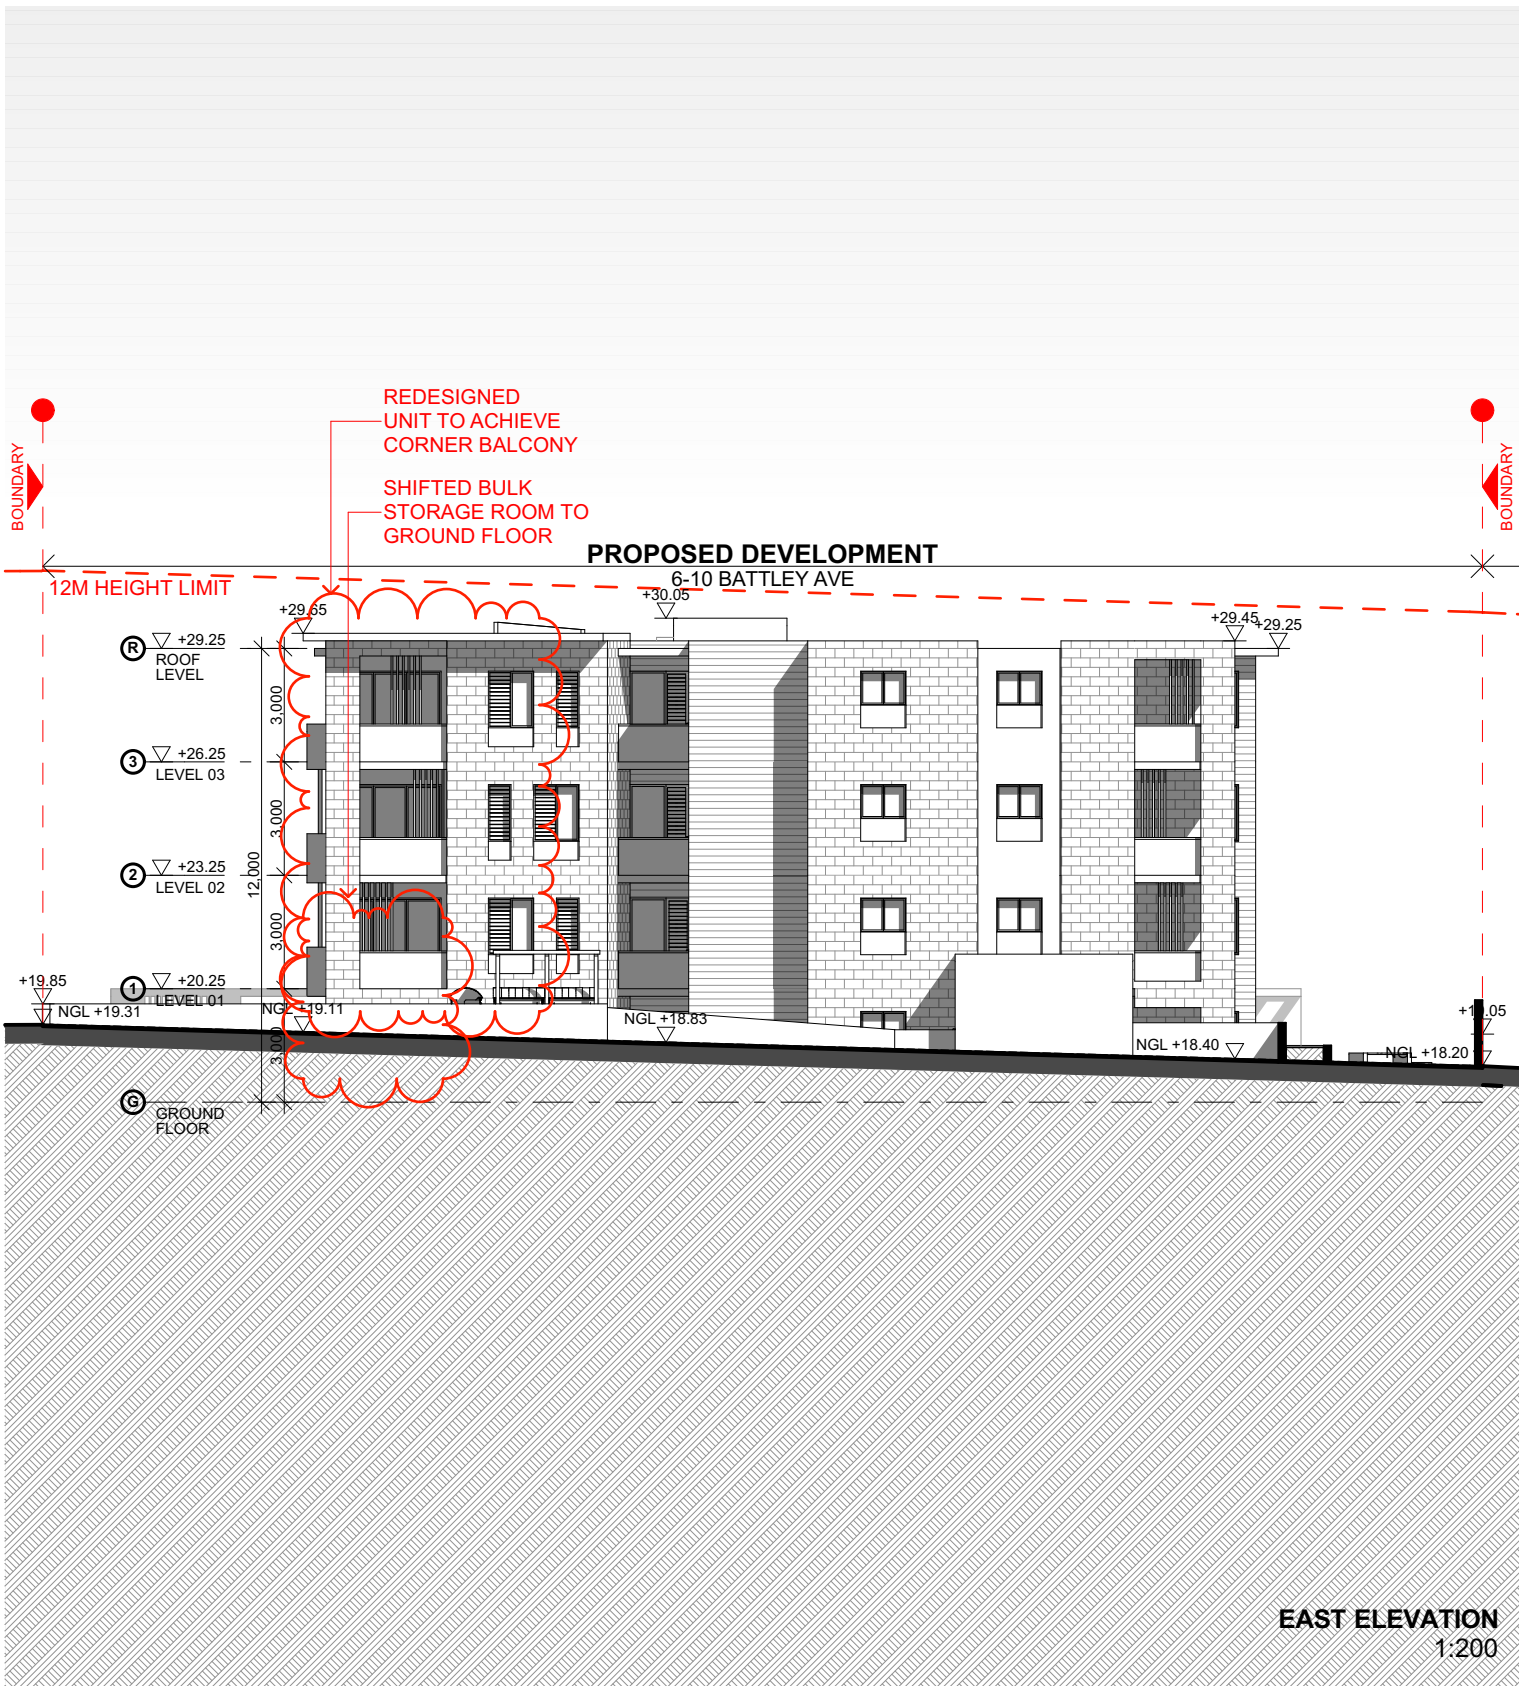 REDESIGNED
UNIT TO ACHIEVE
CORNER BALCONY
BOUNDARY
BOUNDARY
SHIFTED BULK
STORAGE ROOM TO
GROUND FLOOR
PROPOSED DEVELOPMENT
6-10 BATTLEY AVE
12M HEIGHT LIMIT
+29.65
+30.05
+29.45
+29.25
R
+29.25
ROOF
LEVEL
3,000
3
+26.25
LEVEL 03
3,000
12,000
2
+23.25
LEVEL 02
3,000
1
+20.25
LEVEL 01
+19.85
NGL +19.31
NGL +19.11
NGL +18.83
NGL +18.40
NGL +18.20
3,000
G
GROUND
FLOOR
EAST ELEVATION
1:200